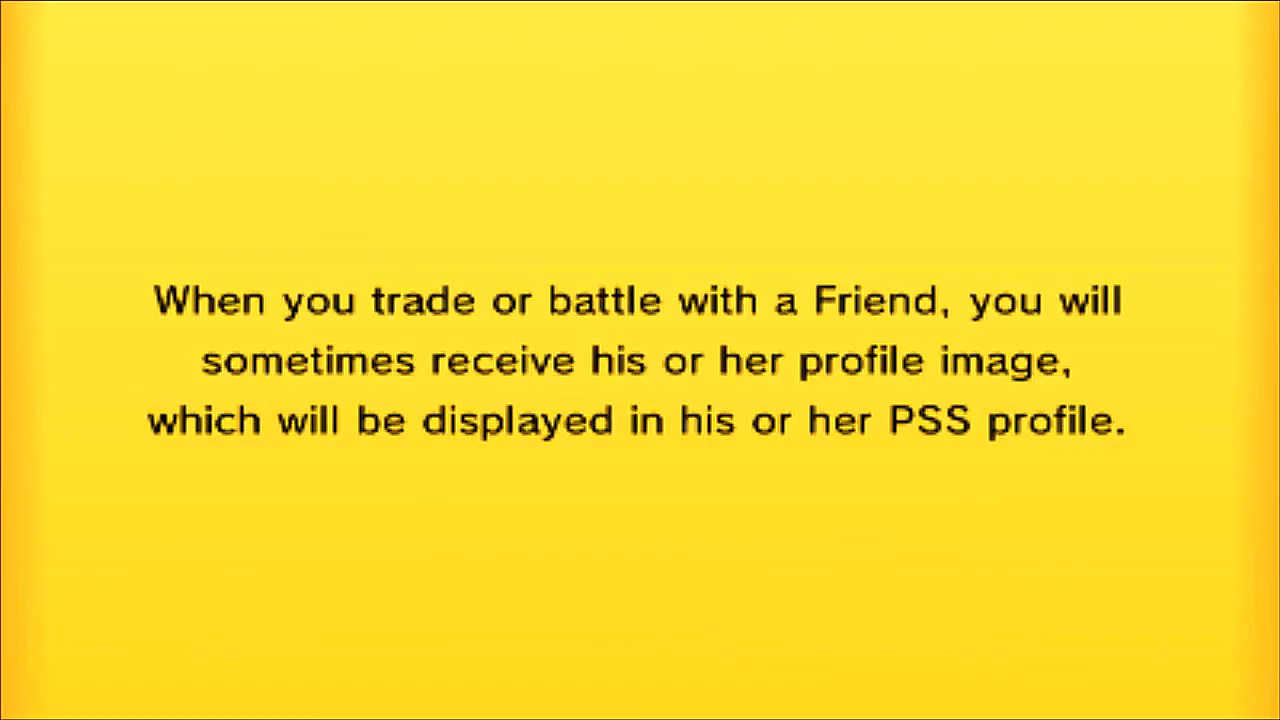 When you trade or battle with a Friend, you will
sometimes receive his or her profile image,
which will be displayed in his or her PSS profile.